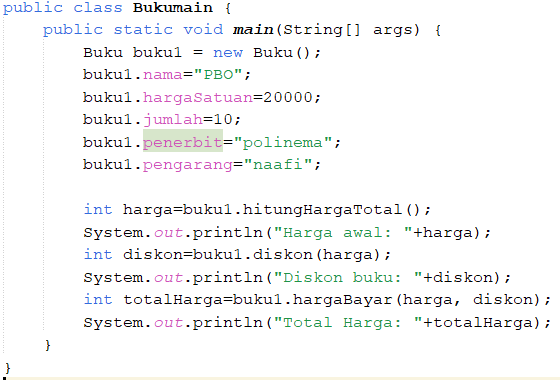 public class Bukumain {
    public static void main(String[] args) {
        Buku buku1 = new Buku();
        buku1.nama="PBO";
        buku1.hargaSatuan=20000;
        buku1.jumlah=10;
        buku1.penerbit="polinema";
        buku1.pengarang="naafi";

        int harga=buku1.hitungHargaTotal();
        System.out.println("Harga awal: "+harga);
        int diskon=buku1.diskon(harga);
        System.out.println("Diskon buku: "+diskon);
        int totalHarga=buku1.hargaBayar(harga, diskon);
        System.out.println("Total Harga: "+totalHarga);
    }
}